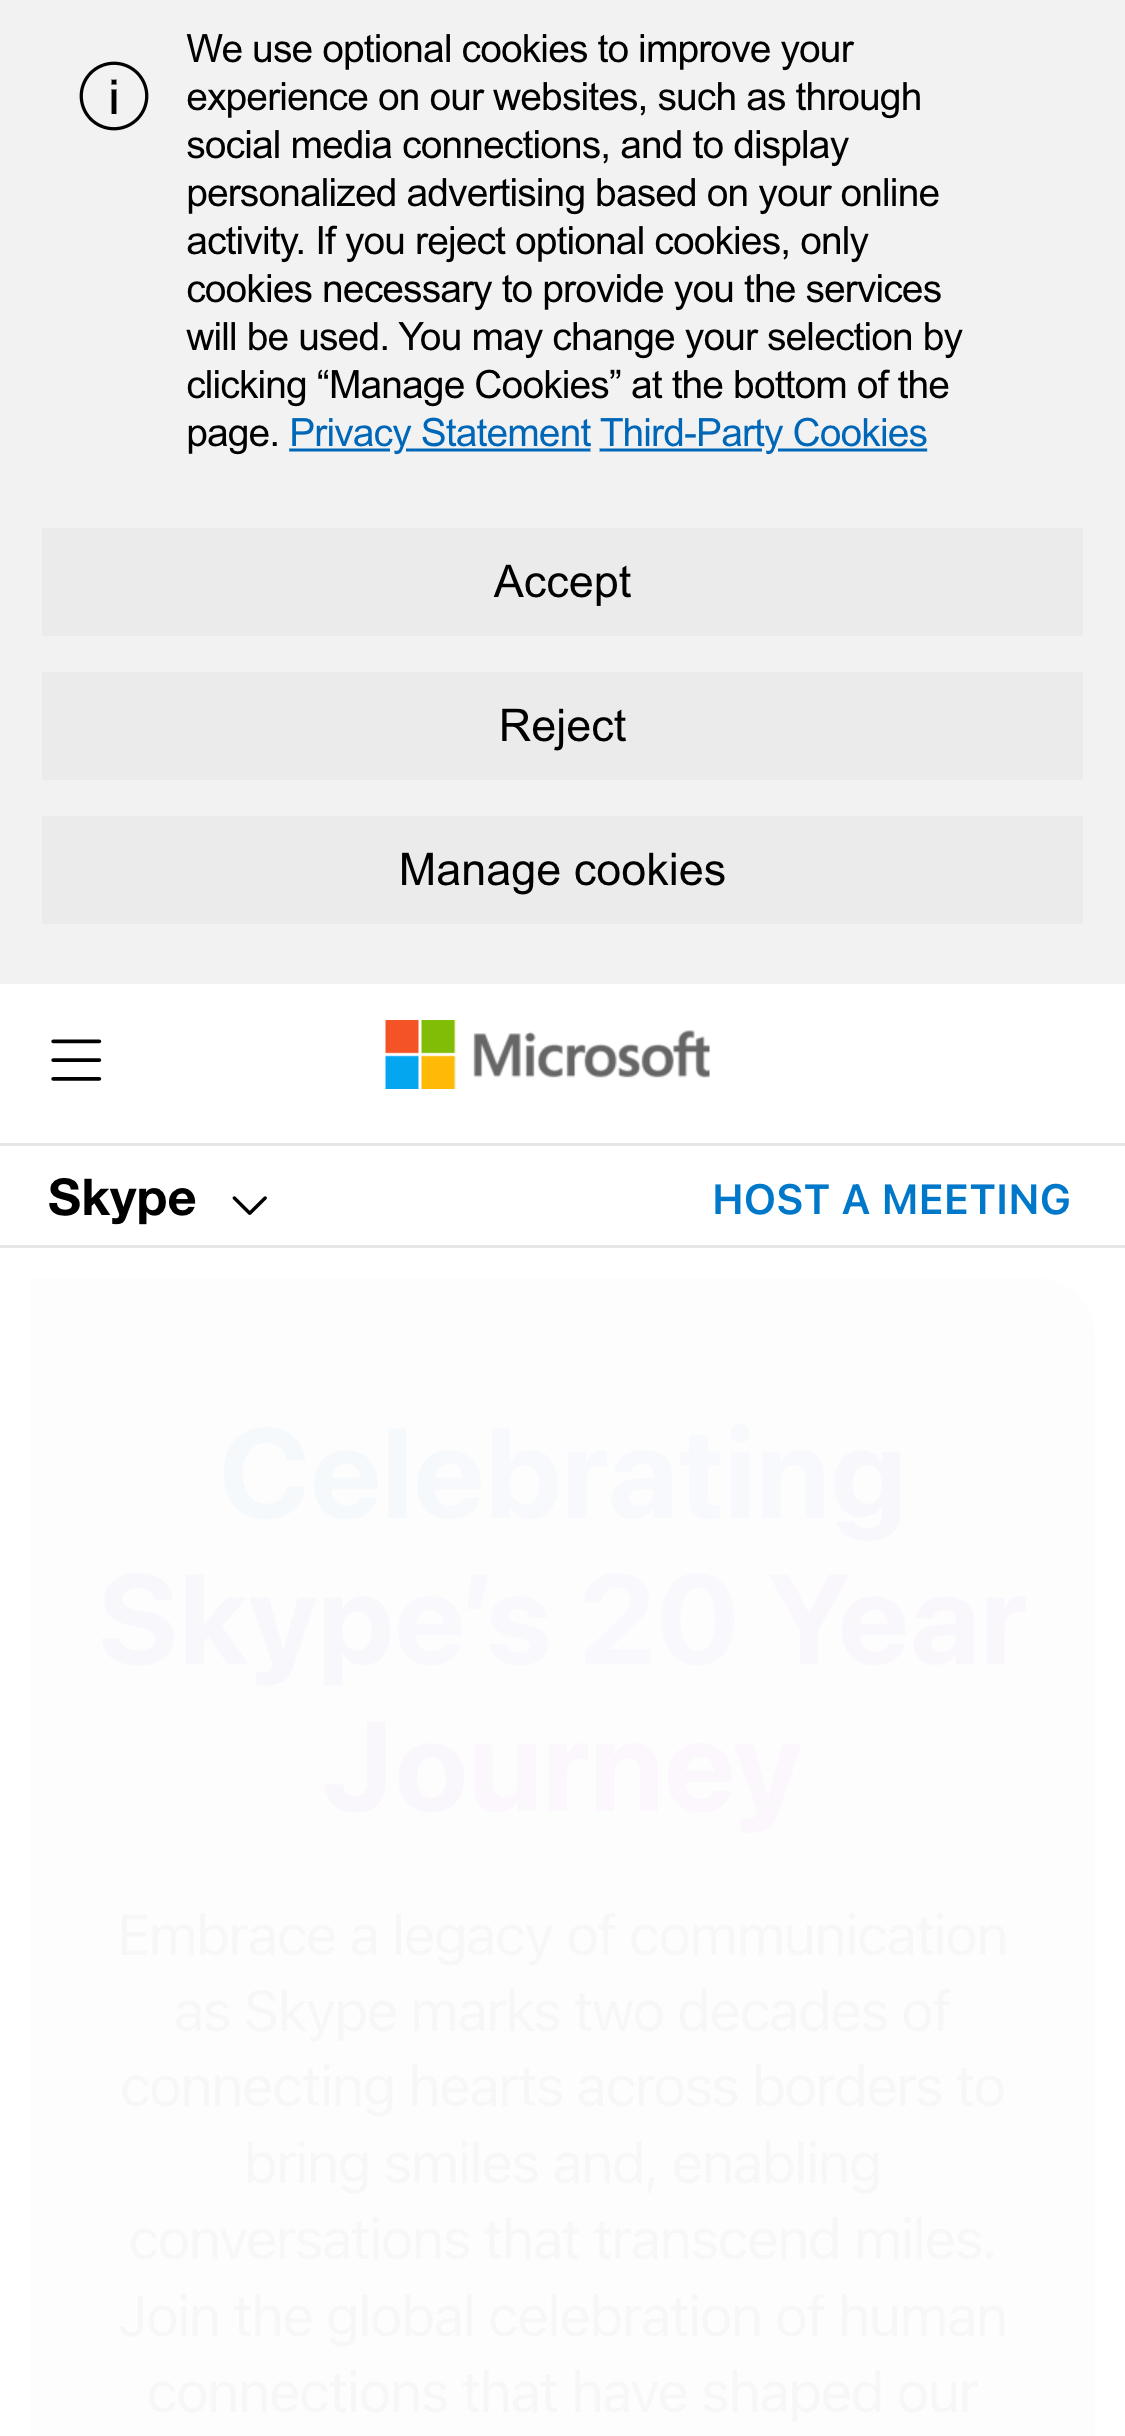 We use optional cookies to improve your
experience on our websites, such as through
social media connections, and to display
personalized advertising based on your online
activity. If you reject optional cookies, only
cookies necessary to provide you the services
will be used. You may change your selection by
clicking “Manage Cookies” at the bottom of the
page. Privacy Statement Third-Party Cookies
Accept
Reject
Manage cookies
Microsoft
Skype
HOST A MEETING
Celebrating
Skype's 20 Year
Journey
Embrace a legacy of communication
as Skype marks two decades of
connecting hearts across borders to
bring smiles and, enabling
conversations that transcend miles.
Join the global celebration of human
connections that have shaped our